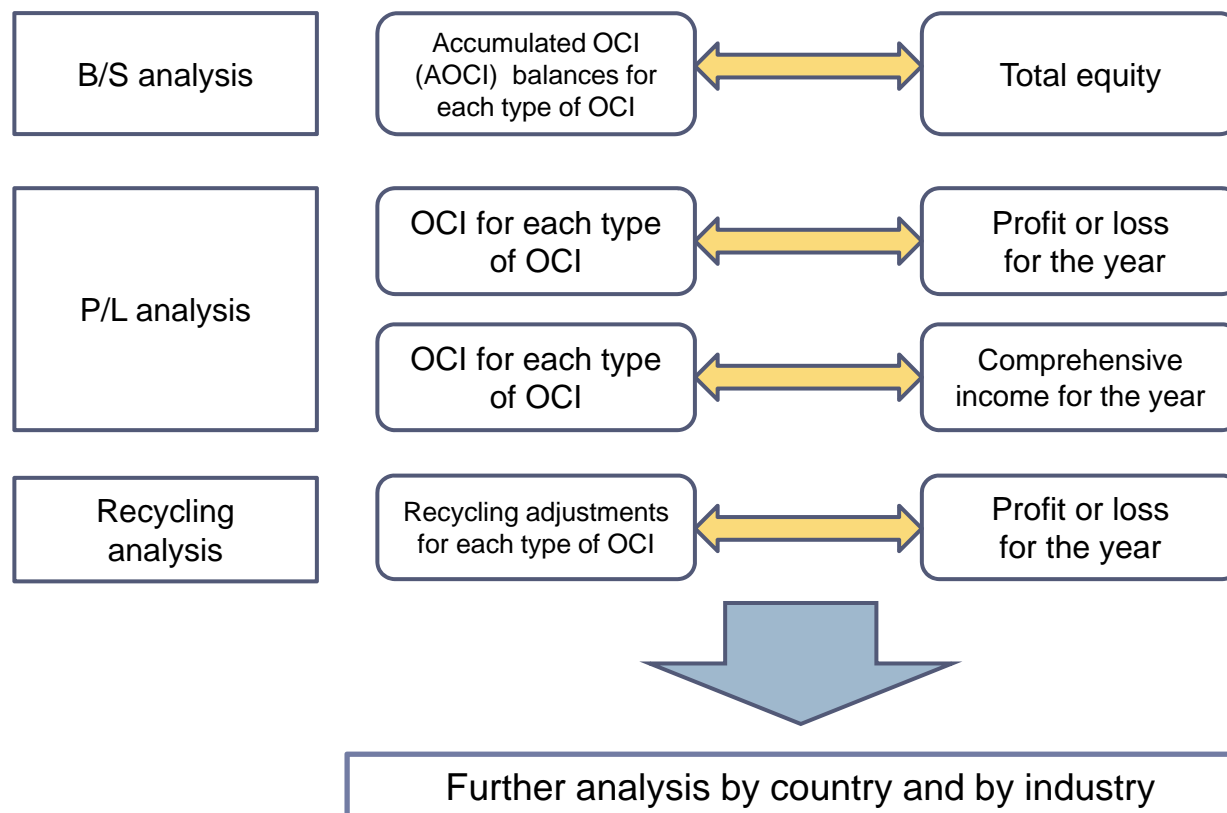 B/S analysis
Accumulated OCI
(AOCI) balances for
each type of OCI
Total equity
P/L analysis
OCI for each type
of OCI
Profit or loss
for the year
OCI for each type
of OCI
Comprehensive
income for the year
Recycling
analysis
Recycling adjustments
for each type of OCI
Profit or loss
for the year
Further analysis by country and by industry